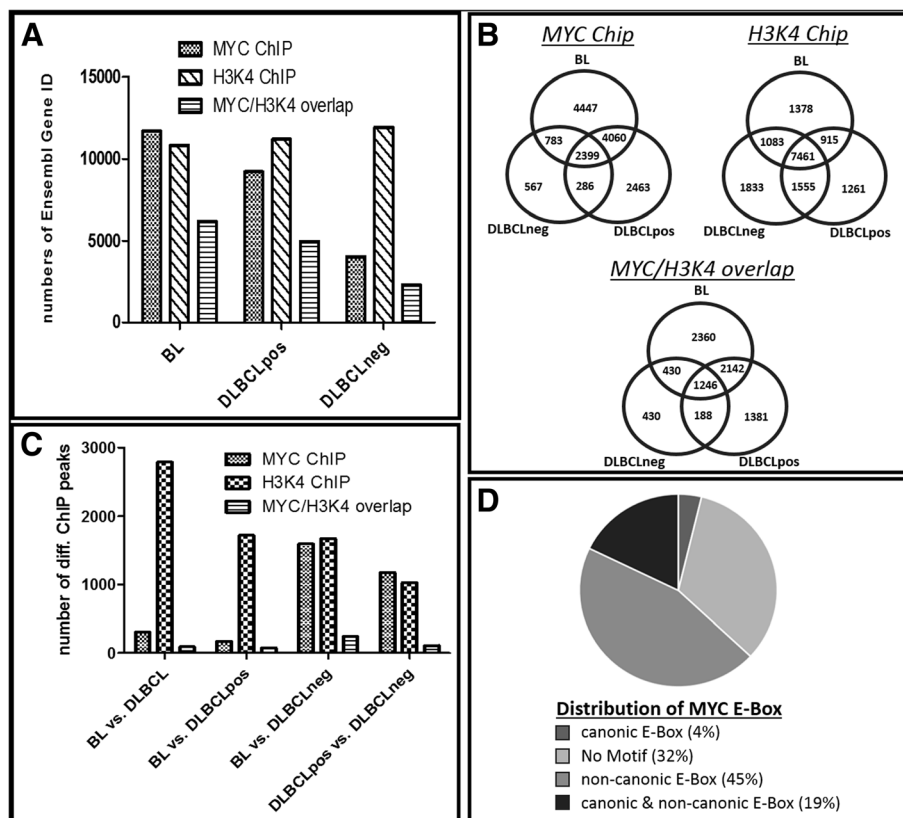 A
MYC ChIP
H3K4 ChIP
MYC/H3K4 overlap
numbers of Ensembl Gene ID
15000
10000
5000
0
BL
DLBCLpos
DLBCLneg
B
MYC Chip
BL
4447
783
4060
2399
567
286
2463
DLBCLneg
DLBCLpos
H3K4 Chip
BL
1378
1083
915
7461
1833
1555
1261
DLBCLneg
DLBCLpos
MYC/H3K4 overlap
BL
2360
430
2142
1246
430
188
1381
DLBCLneg
DLBCLpos
C
MYC ChIP
H3K4 ChIP
MYC/H3K4 overlap
number of diff. ChIP peaks
3000
2000
1000
0
BL vs. DLBCL
BL vs. DLBCLpos
BL vs. DLBCLneg
DLBCLpos vs. DLBCLneg
D
Distribution of MYC E-Box
canonic E-Box (4%)
No Motif (32%)
non-canonic E-Box (45%)
canonic & non-canonic E-Box (19%)